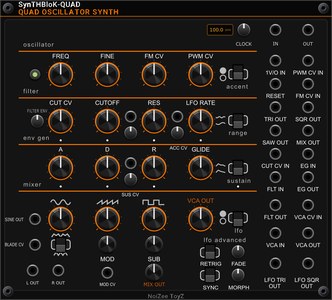 SynTHBloK-QUAD
QUAD OSCILLATOR SYNTH
100.0
oscillator
CLOCK
IN OUT
FREQ FINE FM CV PWM CV
filter
accent
T/V/O IN PWM CV IN
RESET FM CV IN
FILTER ENV
CUT CV CUTOFF RES LFO RATE
TRI OUT SQR OUT
env gen
ACC CV
range
SAW OUT MIX OUT
A D R GLIDE
CUT CV IN EG IN
mixer
sustain
FLT IN EG OUT
SUS CV
VCA OUT
SINE OUT
lfo
FLT OUT VCA CV IN
BLADE CV
lfo advanced
MOD SUB
RETRIG FADE
VCA IN VCA OUT
L OUT R OUT MOD CV MIX OUT
SYNC MORPH
LFO TRI OUT LFO SQR OUT
NoiZee ToyZ